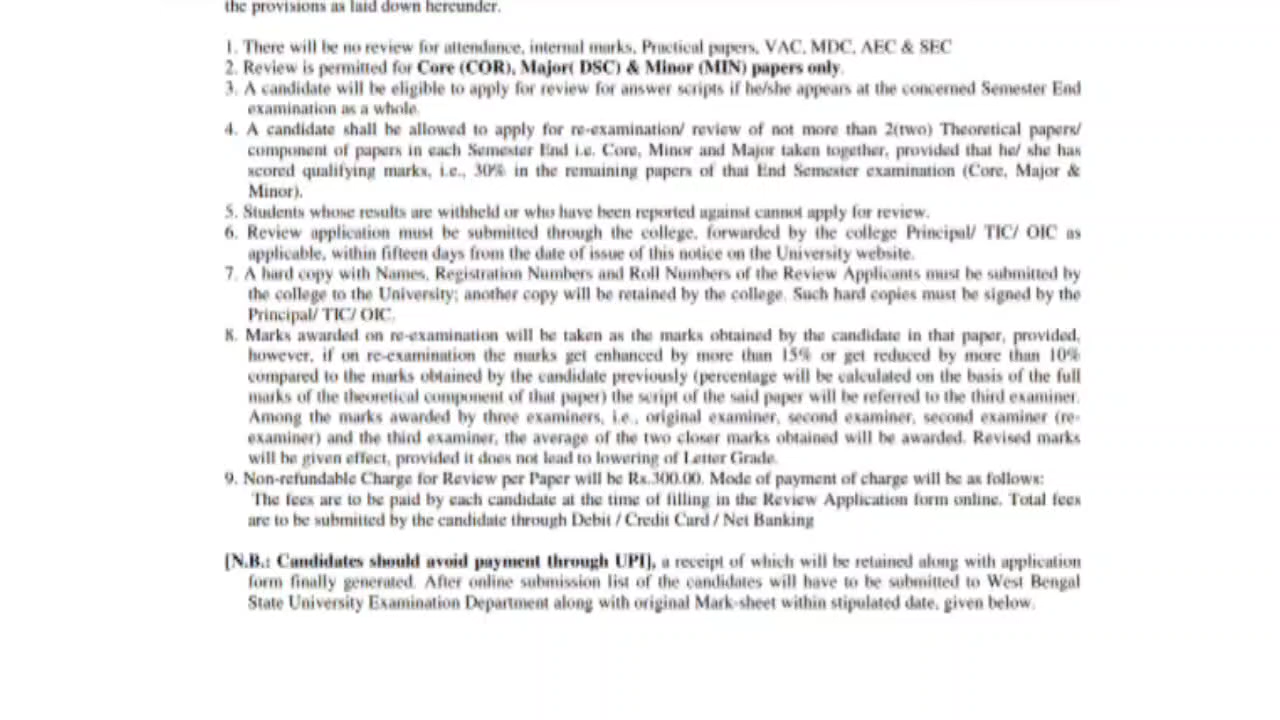 the provisions as laid down hereunder.
1. There will be no review for attendance, internal marks, Practical papers, VAC, MDC, AEC & SEC
2. Review is permitted for Core (COR), Major( DSC) & Minor (MIN) papers only.
3. A candidate will be eligible to apply for review for answer scripts if he/she appears at the concerned Semester End
examination as a whole.
4. A candidate shall be allowed to apply for re-examination/ review of not more than 2(two) Theoretical papers/
component of papers in each Semester End i.e. Core, Minor and Major taken together, provided that he/ she has
scored qualifying marks, i.e., 30% in the remaining papers of that End Semester examination (Core, Major &
Minor).
5. Students whose results are withheld or who have been reported against cannot apply for review.
6. Review application must be submitted through the college, forwarded by the college Principal/ TIC/ OIC as
applicable, within fifteen days from the date of issue of this notice on the University website.
7. A hard copy with Names, Registration Numbers and Roll Numbers of the Review Applicants must be submitted by
the college to the University; another copy will be retained by the college. Such hard copies must be signed by the
Principal/ TIC/ OIC.
8. Marks awarded on re-examination will be taken as the marks obtained by the candidate in that paper, provided,
however, if on re-examination the marks get enhanced by more than 15% or get reduced by more than 10%
compared to the marks obtained by the candidate previously (percentage will be calculated on the basis of the full
marks of the theoretical component of that paper) the script of the said paper will be referred to the third examiner.
Among the marks awarded by three examiners, i.e., original examiner, second examiner, second examiner (re-
examiner) and the third examiner, the average of the two closer marks obtained will be awarded. Revised marks
will be given effect, provided it does not lead to lowering of Letter Grade.
9. Non-refundable Charge for Review per Paper will be Rs.300.00. Mode of payment of charge will be as follows:
The fees are to be paid by each candidate at the time of filling in the Review Application form online. Total fees
are to be submitted by the candidate through Debit / Credit Card / Net Banking
[N.B.: Candidates should avoid payment through UPI], a receipt of which will be retained along with application
form finally generated. After online submission list of the candidates will have to be submitted to West Bengal
State University Examination Department along with original Mark-sheet within stipulated date, given below.